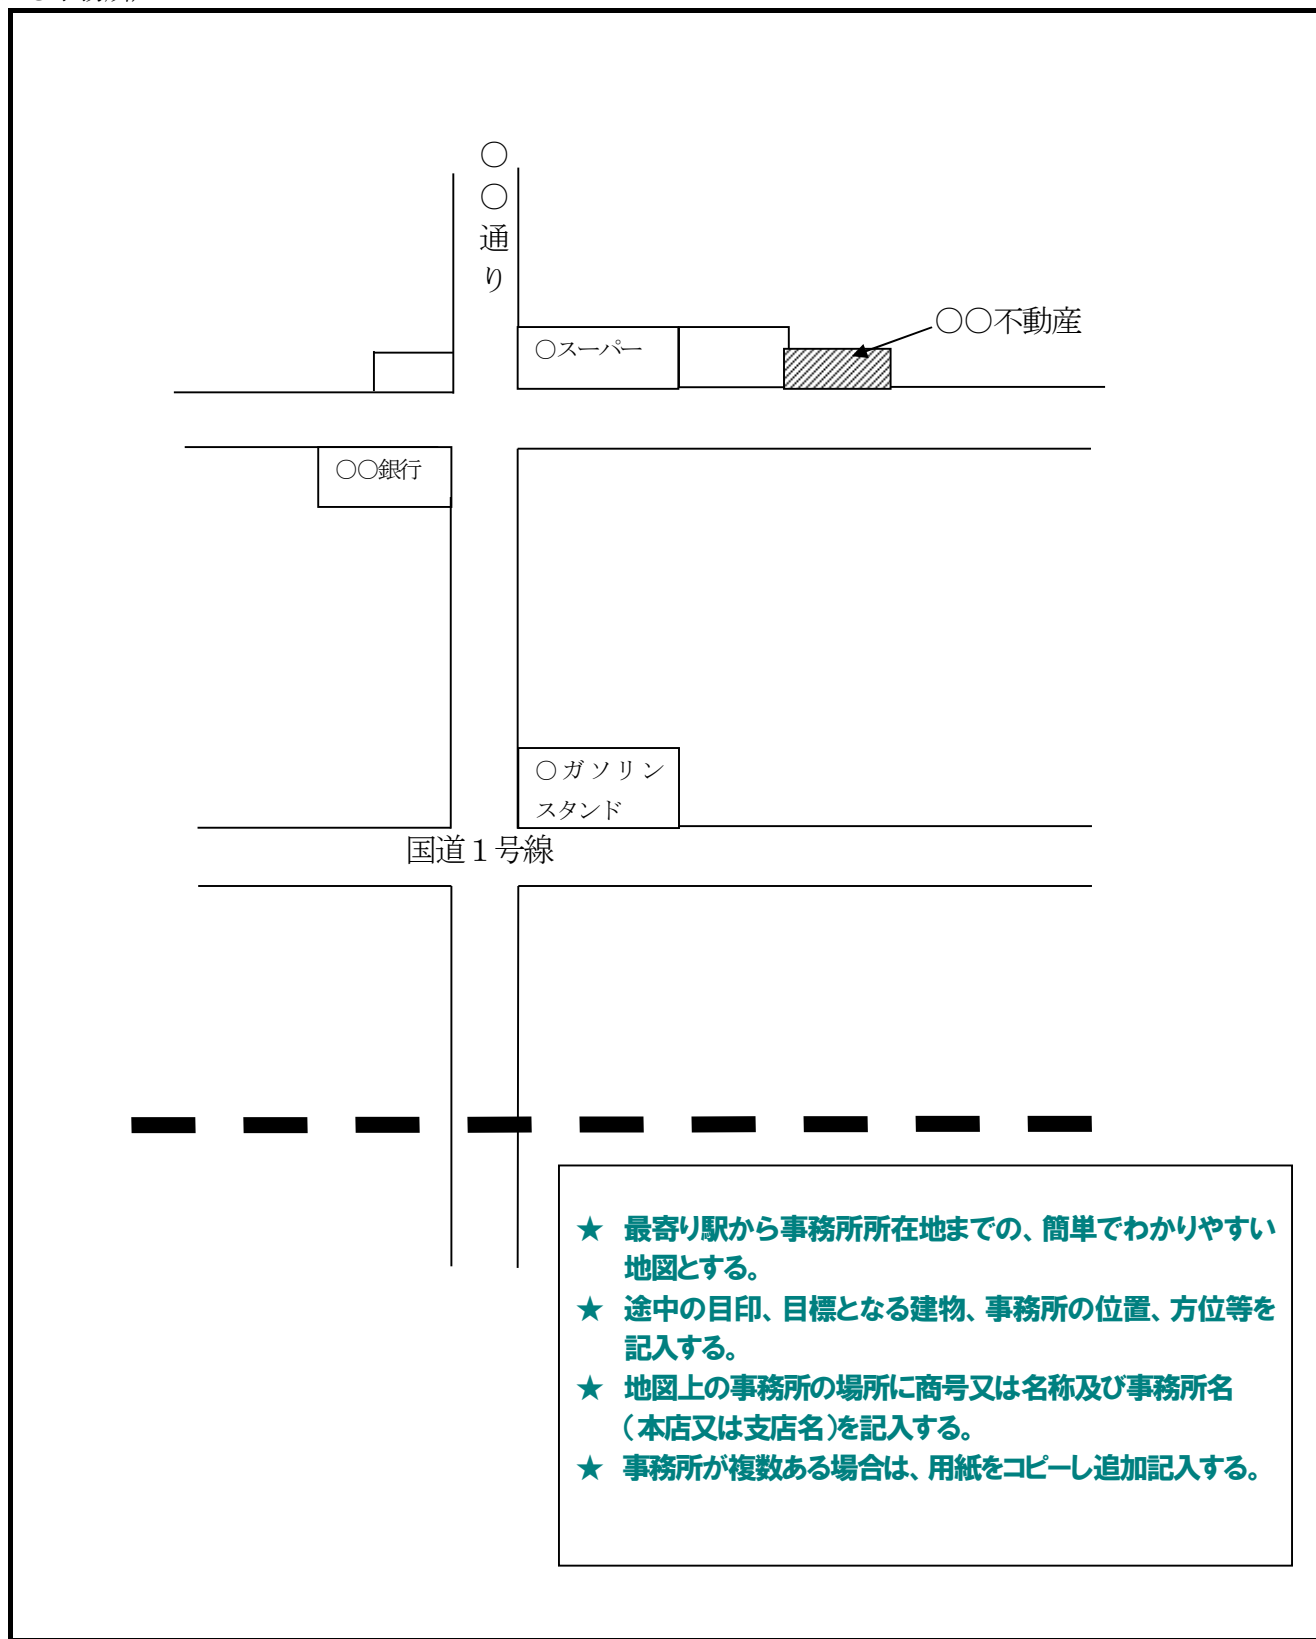 〇〇通り
〇〇不動産
〇スーパー
〇〇銀行
〇ガソリン
スタンド
国道１号線
★ 最寄り駅から事務所所在地までの、簡単でわかりやすい
地図とする。
★ 途中の目印、目標となる建物、事務所の位置、方位等を
記入する。
★ 地図上の事務所の場所に商号又は名称及び事務所名
（本店又は支店名）を記入する。
★ 事務所が複数ある場合は、用紙をコピーし追加記入する。